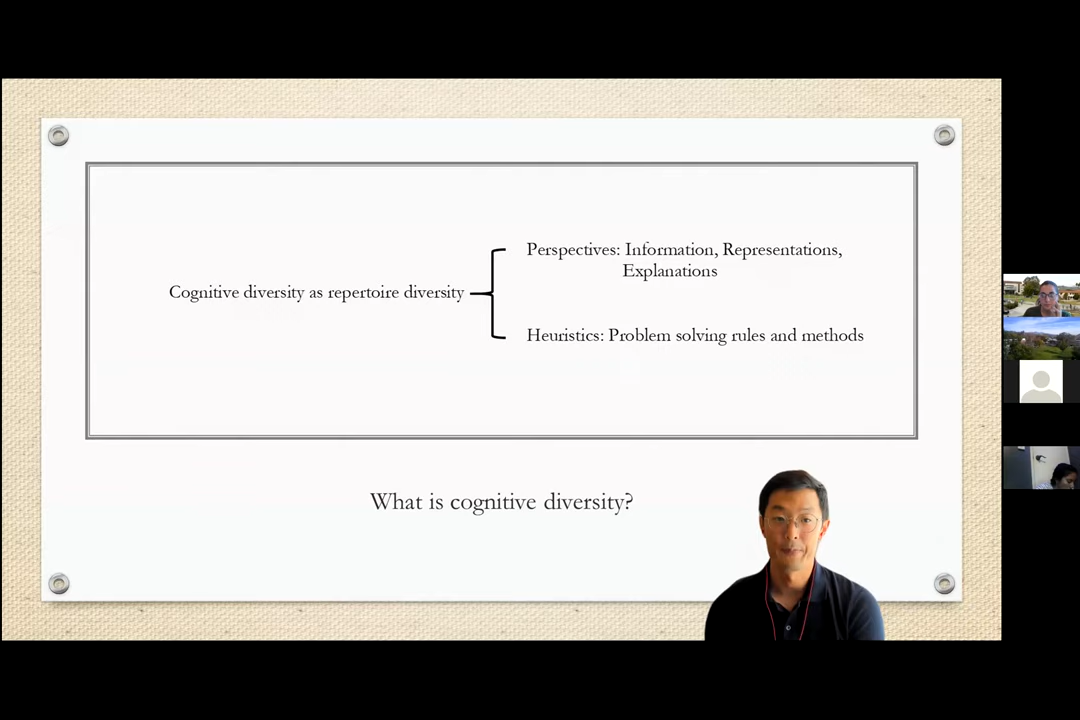 Perspectives: Information, Representations,
Explanations
Cognitive diversity as repertoire diversity
Heuristics: Problem solving rules and methods
What is cognitive diversity?